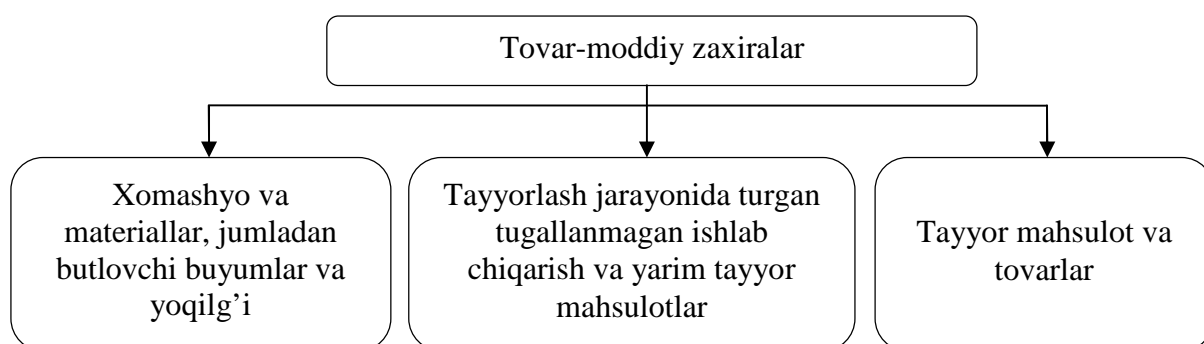 Tovar-moddiy zaxiralar
Xomashyo va
materiallar, jumladan
butlovchi buyumlar va
yoqilg’i
Tayyorlash jarayonida turgan
tugallanmagan ishlab
chiqarish va yarim tayyor
mahsulotlar
Tayyor mahsulot va
tovarlar